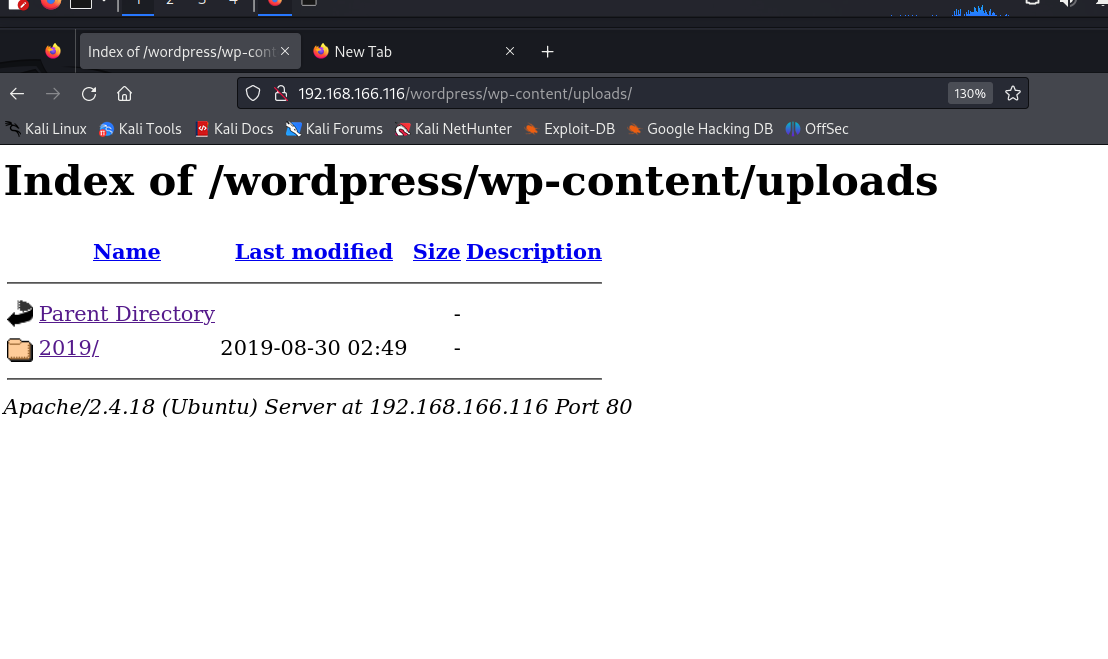 1 2 3 4
Index of /wordpress/wp-cont New Tab
192.168.166.116/wordpress/wp-content/uploads/ 130%
Kali Linux Kali Tools Kali Docs Kali Forums Kali NetHunter Exploit-DB Google Hacking DB OffSec
Index of /wordpress/wp-content/uploads
Name Last modified Size Description
Parent Directory -
2019/ 2019-08-30 02:49 -
Apache/2.4.18 (Ubuntu) Server at 192.168.166.116 Port 80